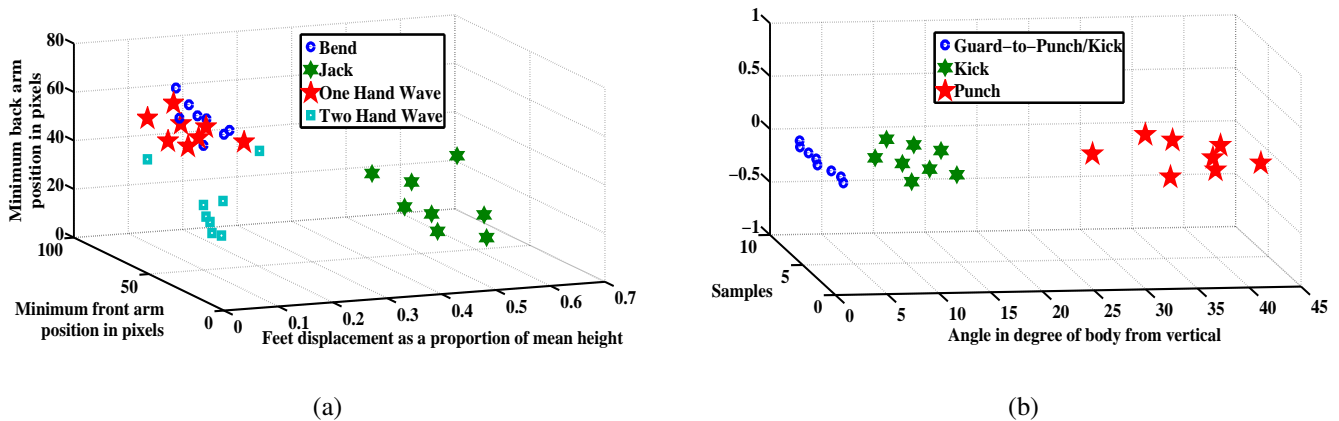 80
60
40
20
0
100
50
0
Minimum back arm
position in pixels
Minimum front arm
position in pixels
0
0.1
0.2
0.3
0.4
0.5
0.6
0.7
Feet displacement as a proportion of mean height
Bend
Jack
One Hand Wave
Two Hand Wave
(a)
1
0.5
0
−0.5
−1
10
5
0
Samples
0
5
10
15
20
25
30
35
40
45
Angle in degree of body from vertical
Guard−to−Punch/Kick
Kick
Punch
(b)